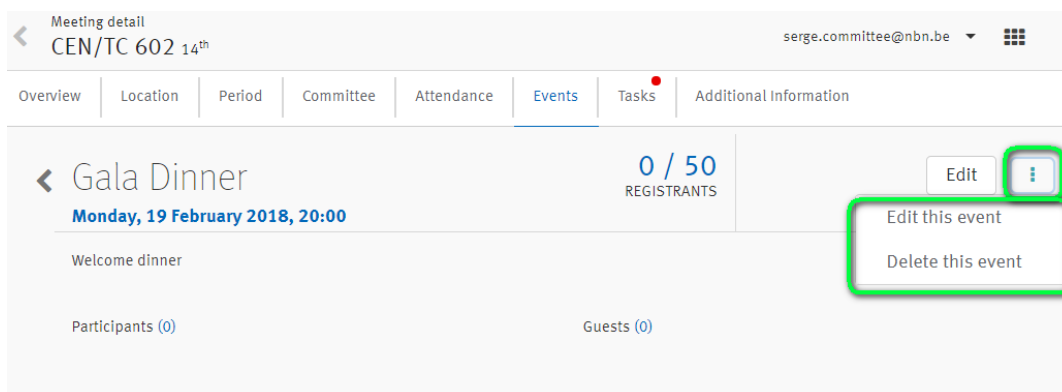 Meeting detail
CEN/TC 602 14th
serge.committee@nbn.be
Overview Location Period Committee Attendance Events Tasks Additional Information
Gala Dinner
Monday, 19 February 2018, 20:00
0 / 50
REGISTRANTS
Edit
Edit this event
Delete this event
Welcome dinner
Participants (0) Guests (0)